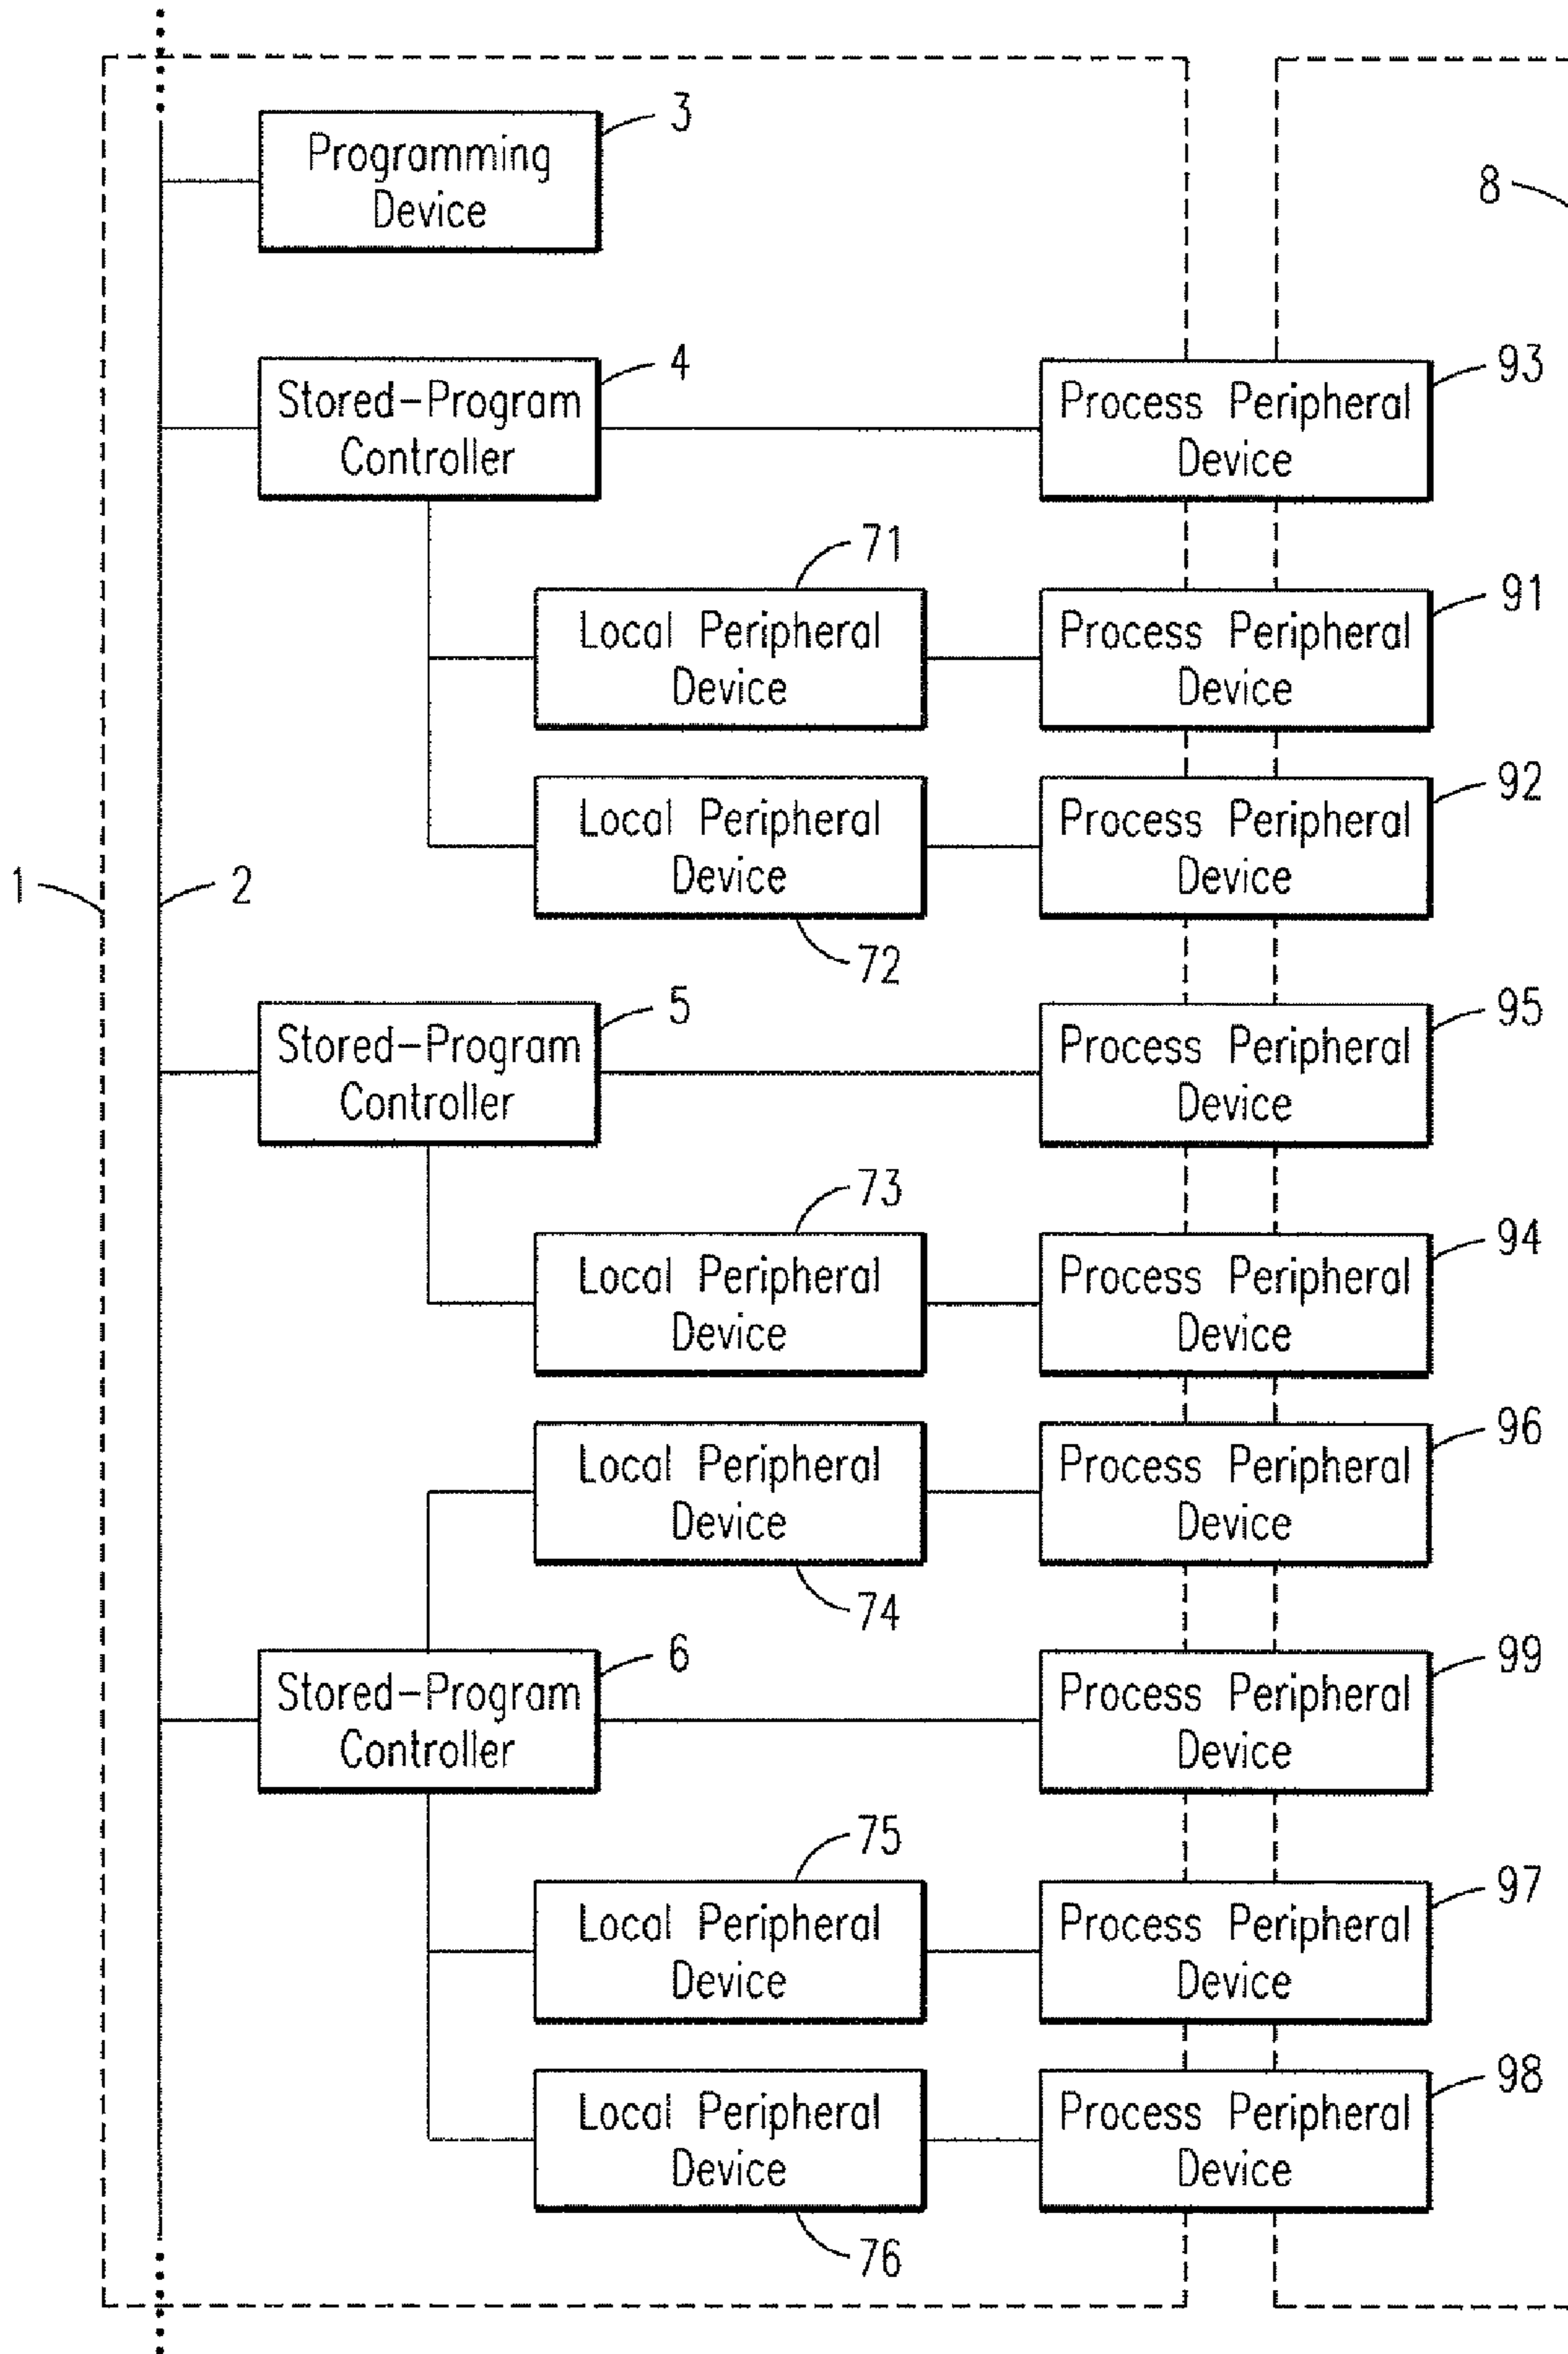 3
Programming
Device
8
4
Stored-Program
Controller
93
Process Peripheral
Device
71
Local Peripheral
Device
91
Process Peripheral
Device
Local Peripheral
Device
72
92
Process Peripheral
Device
1
2
5
Stored-Program
Controller
95
Process Peripheral
Device
73
Local Peripheral
Device
94
Process Peripheral
Device
Local Peripheral
Device
74
96
Process Peripheral
Device
6
Stored-Program
Controller
99
Process Peripheral
Device
75
Local Peripheral
Device
97
Process Peripheral
Device
Local Peripheral
Device
76
98
Process Peripheral
Device